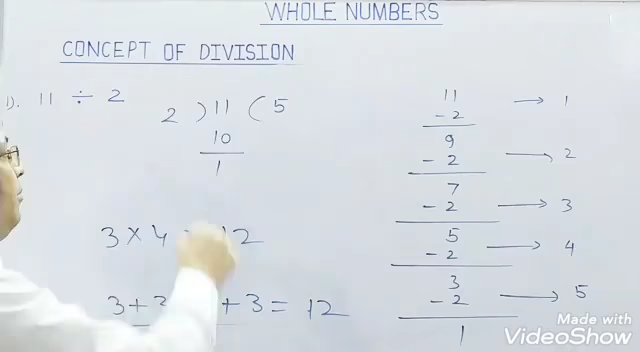 WHOLE NUMBERS
CONCEPT OF DIVISION
1). 11 ÷ 2
2 ) 11 ( 5
10
1
3 × 4 = 12
3 + 3 + 3 = 12
11
- 2 → 1
9
- 2 → 2
7
- 2 → 3
5
- 2 → 4
3
- 2 → 5
1
Made with
VideoShow